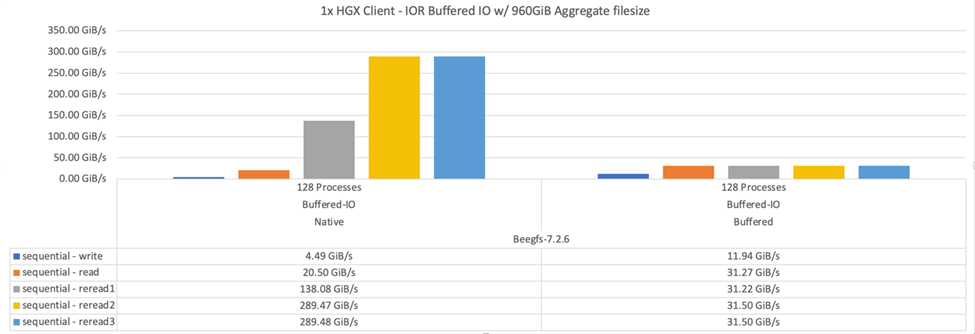 1x HGX Client - IOR Buffered IO w/ 960GiB Aggregate filesize
350.00 GiB/s
300.00 GiB/s
250.00 GiB/s
200.00 GiB/s
150.00 GiB/s
100.00 GiB/s
50.00 GiB/s
0.00 GiB/s
128 Processes 128 Processes
Buffered-IO Buffered-IO
Native Buffered
Beegfs-7.2.6
sequential - write 4.49 GiB/s 11.94 GiB/s
sequential - read 20.50 GiB/s 31.27 GiB/s
sequential - reread1 138.08 GiB/s 31.22 GiB/s
sequential - reread2 289.47 GiB/s 31.50 GiB/s
sequential - reread3 289.48 GiB/s 31.50 GiB/s